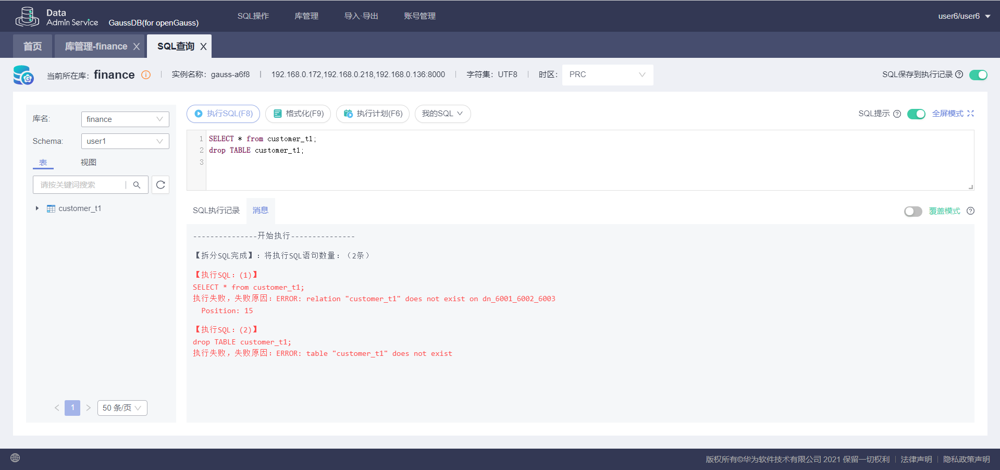 Data
Admin Service
GaussDB(for openGauss)
SQL操作
库管理
导入·导出
账号管理
user6/user6
首页
库管理-finance X
SQL查询 X
当前所在库: finance
实例名称: gauss-a6f8
192.168.0.172,192.168.0.218,192.168.0.136:8000
字符集: UTF8
时区: PRC
SQL保存到执行记录
库名: finance
Schema: user1
表
视图
请按关键词搜索
customer_t1
1
50 条/页
执行SQL(F8)
格式化(F9)
执行计划(F6)
我的SQL
SQL提示
全屏模式
1 SELECT * from customer_t1;
2 drop TABLE customer_t1;
3
SQL执行记录
消息
覆盖模式
---------------开始执行---------------
【拆分SQL完成】：将执行SQL语句数量：（2条）
【执行SQL：(1)】
SELECT * from customer_t1;
执行失败，失败原因：ERROR: relation "customer_t1" does not exist on dn_6001_6002_6003
Position: 15
【执行SQL：(2)】
drop TABLE customer_t1;
执行失败，失败原因：ERROR: table "customer_t1" does not exist
版权所有©华为软件技术有限公司 2021 保留一切权利 | 法律声明 | 隐私政策声明